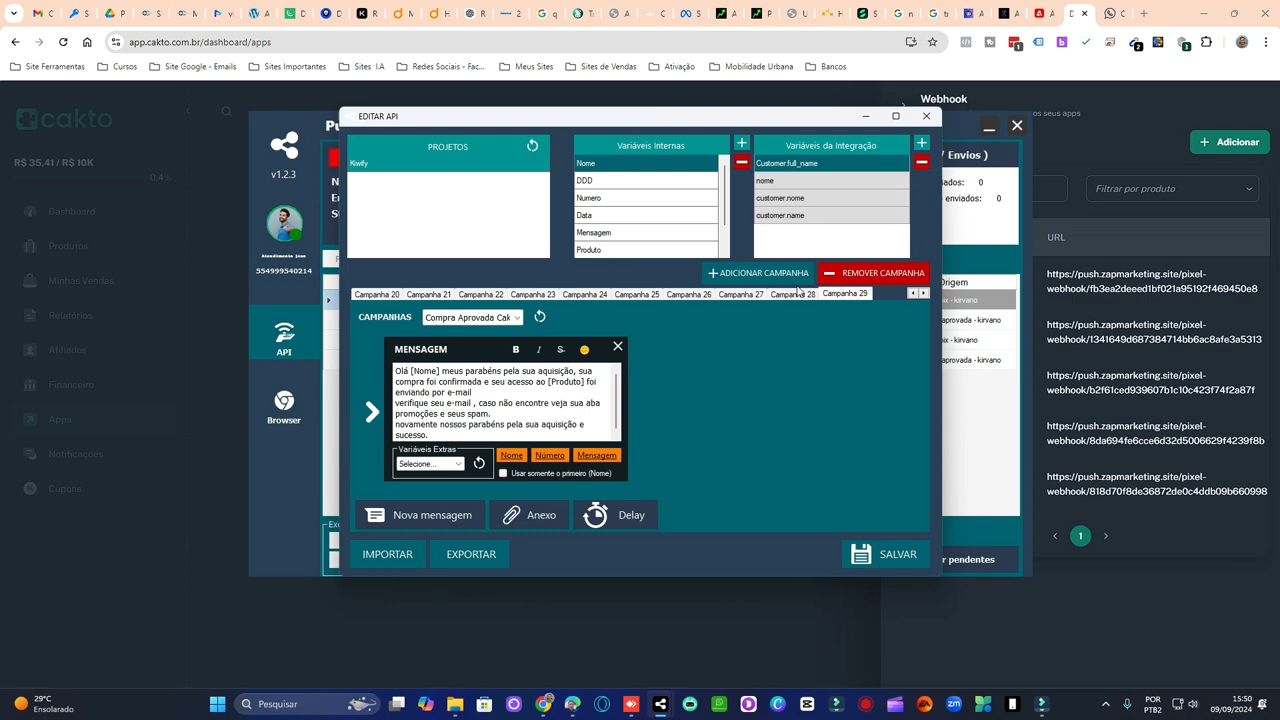 app.cakto.com.br/dashboard/apps
Site Ferramentas
Cursos
Site Google - Emails
Sites Importantes
Sites I.A
Redes Sociais - Fac...
Meus Sites
Sites de Vendas
Ativação
Mobilidade Urbana
Bancos
cakto
R$ 35,41 / R$ 10K
0.4%
Dashboard
Produtos
Minhas Vendas
Relatórios
Afiliados
Financeiro
Apps
Notificações
Cupons
v1.2.3
554999540214
API
Browser
EDITAR API
PROJETOS
Kiwify
Variáveis Internas
Nome
DDD
Numero
Data
Mensagem
Produto
Variáveis da Integração
Customer.full_name
nome
customer.nome
customer.name
ADICIONAR CAMPANHA
REMOVER CAMPANHA
Campanha 20
Campanha 21
Campanha 22
Campanha 23
Campanha 24
Campanha 25
Campanha 26
Campanha 27
Campanha 28
Campanha 29
CAMPANHAS
Compra Aprovada Cak
MENSAGEM
B I S
Olá [Nome] meus parabéns pela sua aquisição, sua
compra foi confirmada e seu acesso ao [Produto] foi
enviando por e-mail
verifique seu e-mail , caso não encontre veja sua aba
promoções e seus spam.
novamente nossos parabéns pela sua aquisição e
sucesso.
Variáveis Extras
Selecione...
Nome
Número
Mensagem
Usar somente o primeiro (Nome)
Nova mensagem
Anexo
Delay
IMPORTAR
EXPORTAR
SALVAR
/ Envios )
0
enviados: 0
Origem
pix - kirvano
aprovada - kirvano
pix - kirvano
aprovada - kirvano
r pendentes
Webhook
os seus apps
Adicionar
Filtrar por produto
URL
https://push.zapmarketing.site/pixel-
webhook/fb3ea2deeed1bf021a95192f469450e8
https://push.zapmarketing.site/pixel-
https://push.zapmarketing.site/pixel-
webhook/b2f61ced939607b1c10c423f74f2a87f
https://push.zapmarketing.site/pixel-
https://push.zapmarketing.site/pixel-
webhook/818d70f8de36872de0c4ddb09b660998
1
29°C
Ensolarado
Pesquisar
POR
PTB2
15:50
09/09/2024